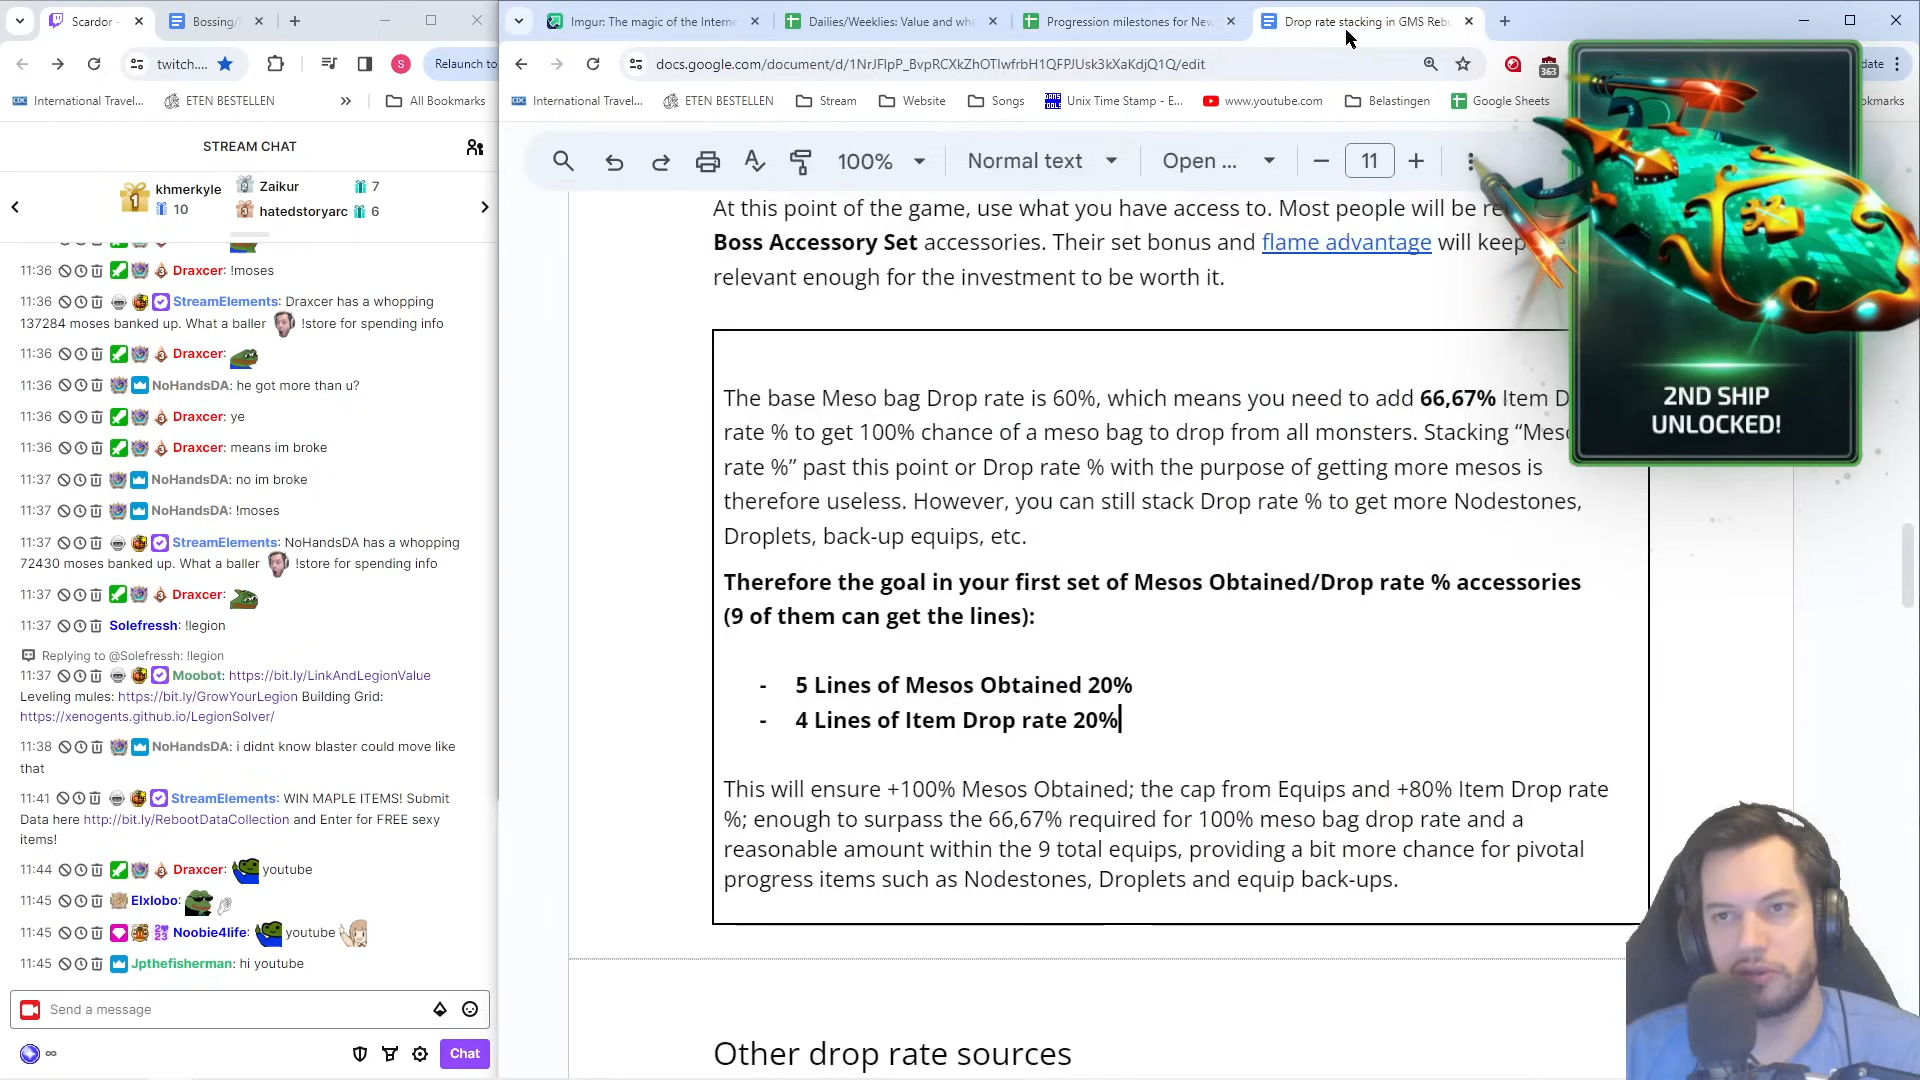 Scardor -
Bossing/
twitch....
Relaunch to
International Travel...
ETEN BESTELLEN
All Bookmarks
STREAM CHAT
khmerkyle
10
Zaikur
7
hatedstoryarc
6
11:36 Draxcer: !moses
11:36 StreamElements: Draxcer has a whopping
137284 moses banked up. What a baller !store for spending info
11:36 Draxcer:
11:36 NoHandsDA: he got more than u?
11:36 Draxcer: ye
11:36 Draxcer: means im broke
11:37 NoHandsDA: no im broke
11:37 NoHandsDA: !moses
11:37 StreamElements: NoHandsDA has a whopping
72430 moses banked up. What a baller !store for spending info
11:37 Draxcer:
11:37 Solefressh: !legion
Replying to @Solefressh: !legion
11:37 Moobot: https://bit.ly/LinkAndLegionValue
Leveling mules: https://bit.ly/GrowYourLegion Building Grid:
https://xenogents.github.io/LegionSolver/
11:38 NoHandsDA: i didnt know blaster could move like
that
11:41 StreamElements: WIN MAPLE ITEMS! Submit
Data here http://bit.ly/RebootDataCollection and Enter for FREE sexy
items!
11:44 Draxcer: youtube
11:45 Elxlobo:
11:45 Noobie4life: youtube
11:45 Jpthefisherman: hi youtube
Send a message
Chat
Imgur: The magic of the Interne
Dailies/Weeklies: Value and whe
Progression milestones for New
Drop rate stacking in GMS Reb
docs.google.com/document/d/1NrJFlpP_BvpRCXkZhOTIwfrbH1QFPJUsk3kXaKdjQ1Q/edit
363
date
International Travel...
ETEN BESTELLEN
Stream
Website
Songs
Unix Time Stamp - E...
www.youtube.com
Belastingen
Google Sheets
okmarks
100%
Normal text
Open ...
11
At this point of the game, use what you have access to. Most people will be re
Boss Accessory Set accessories. Their set bonus and flame advantage will keep
relevant enough for the investment to be worth it.
The base Meso bag Drop rate is 60%, which means you need to add 66,67% Item D
rate % to get 100% chance of a meso bag to drop from all monsters. Stacking “Meso
rate %” past this point or Drop rate % with the purpose of getting more mesos is
therefore useless. However, you can still stack Drop rate % to get more Nodestones,
Droplets, back-up equips, etc.
Therefore the goal in your first set of Mesos Obtained/Drop rate % accessories
(9 of them can get the lines):
- 5 Lines of Mesos Obtained 20%
- 4 Lines of Item Drop rate 20%
This will ensure +100% Mesos Obtained; the cap from Equips and +80% Item Drop rate
%; enough to surpass the 66,67% required for 100% meso bag drop rate and a
reasonable amount within the 9 total equips, providing a bit more chance for pivotal
progress items such as Nodestones, Droplets and equip back-ups.
Other drop rate sources
2ND SHIP
UNLOCKED!